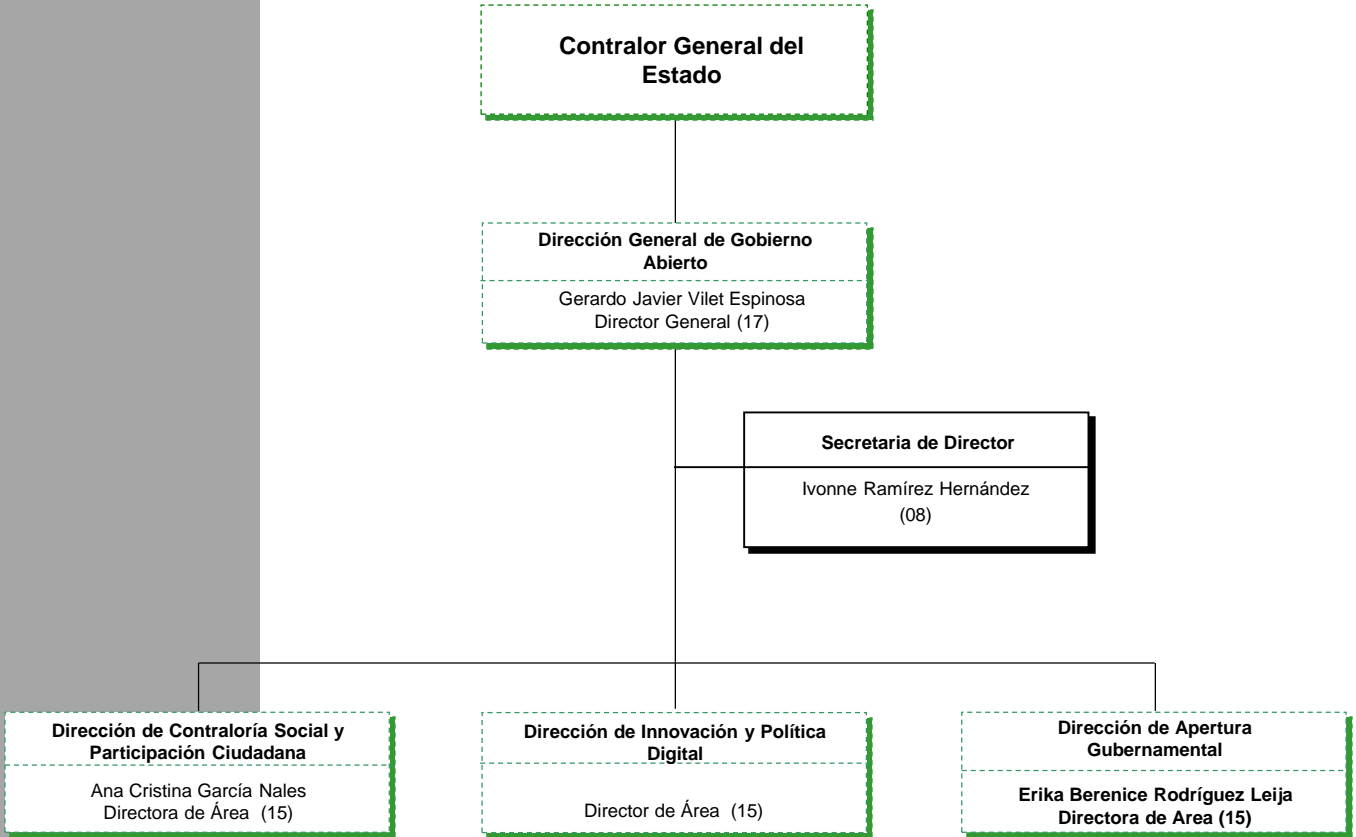 Contralor General del
Estado
Dirección General de Gobierno
Abierto
Gerardo Javier Vilet Espinosa
Director General (17)
Secretaria de Director
Ivonne Ramírez Hernández
(08)
Dirección de Contraloría Social y
Participación Ciudadana
Ana Cristina García Nales
Directora de Área (15)
Dirección de Innovación y Política
Digital
Director de Área (15)
Dirección de Apertura
Gubernamental
Erika Berenice Rodríguez Leija
Directora de Area (15)